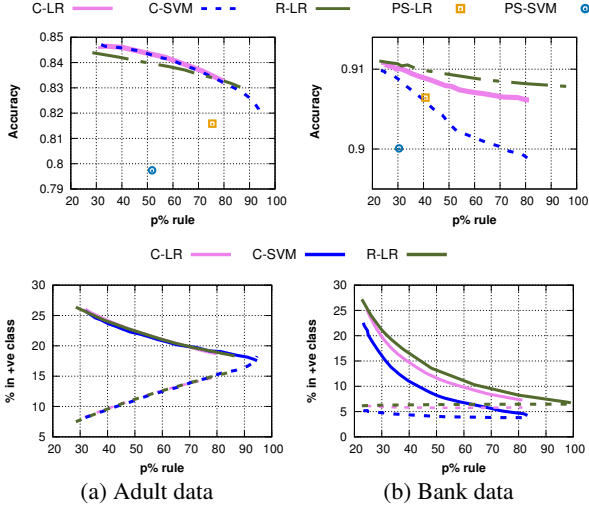 C-LR C-SVM R-LR PS-LR PS-SVM
0.85
0.84
0.83
0.82
0.81
0.8
0.79
20 30 40 50 60 70 80 90 100
Accuracy
p% rule
0.91
0.9
20 30 40 50 60 70 80 90 100
Accuracy
p% rule
C-LR C-SVM R-LR
30
25
20
15
10
5
20 30 40 50 60 70 80 90 100
% in +ve class
p% rule
30
25
20
15
10
5
0
20 30 40 50 60 70 80 90 100
% in +ve class
p% rule
(a) Adult data
(b) Bank data